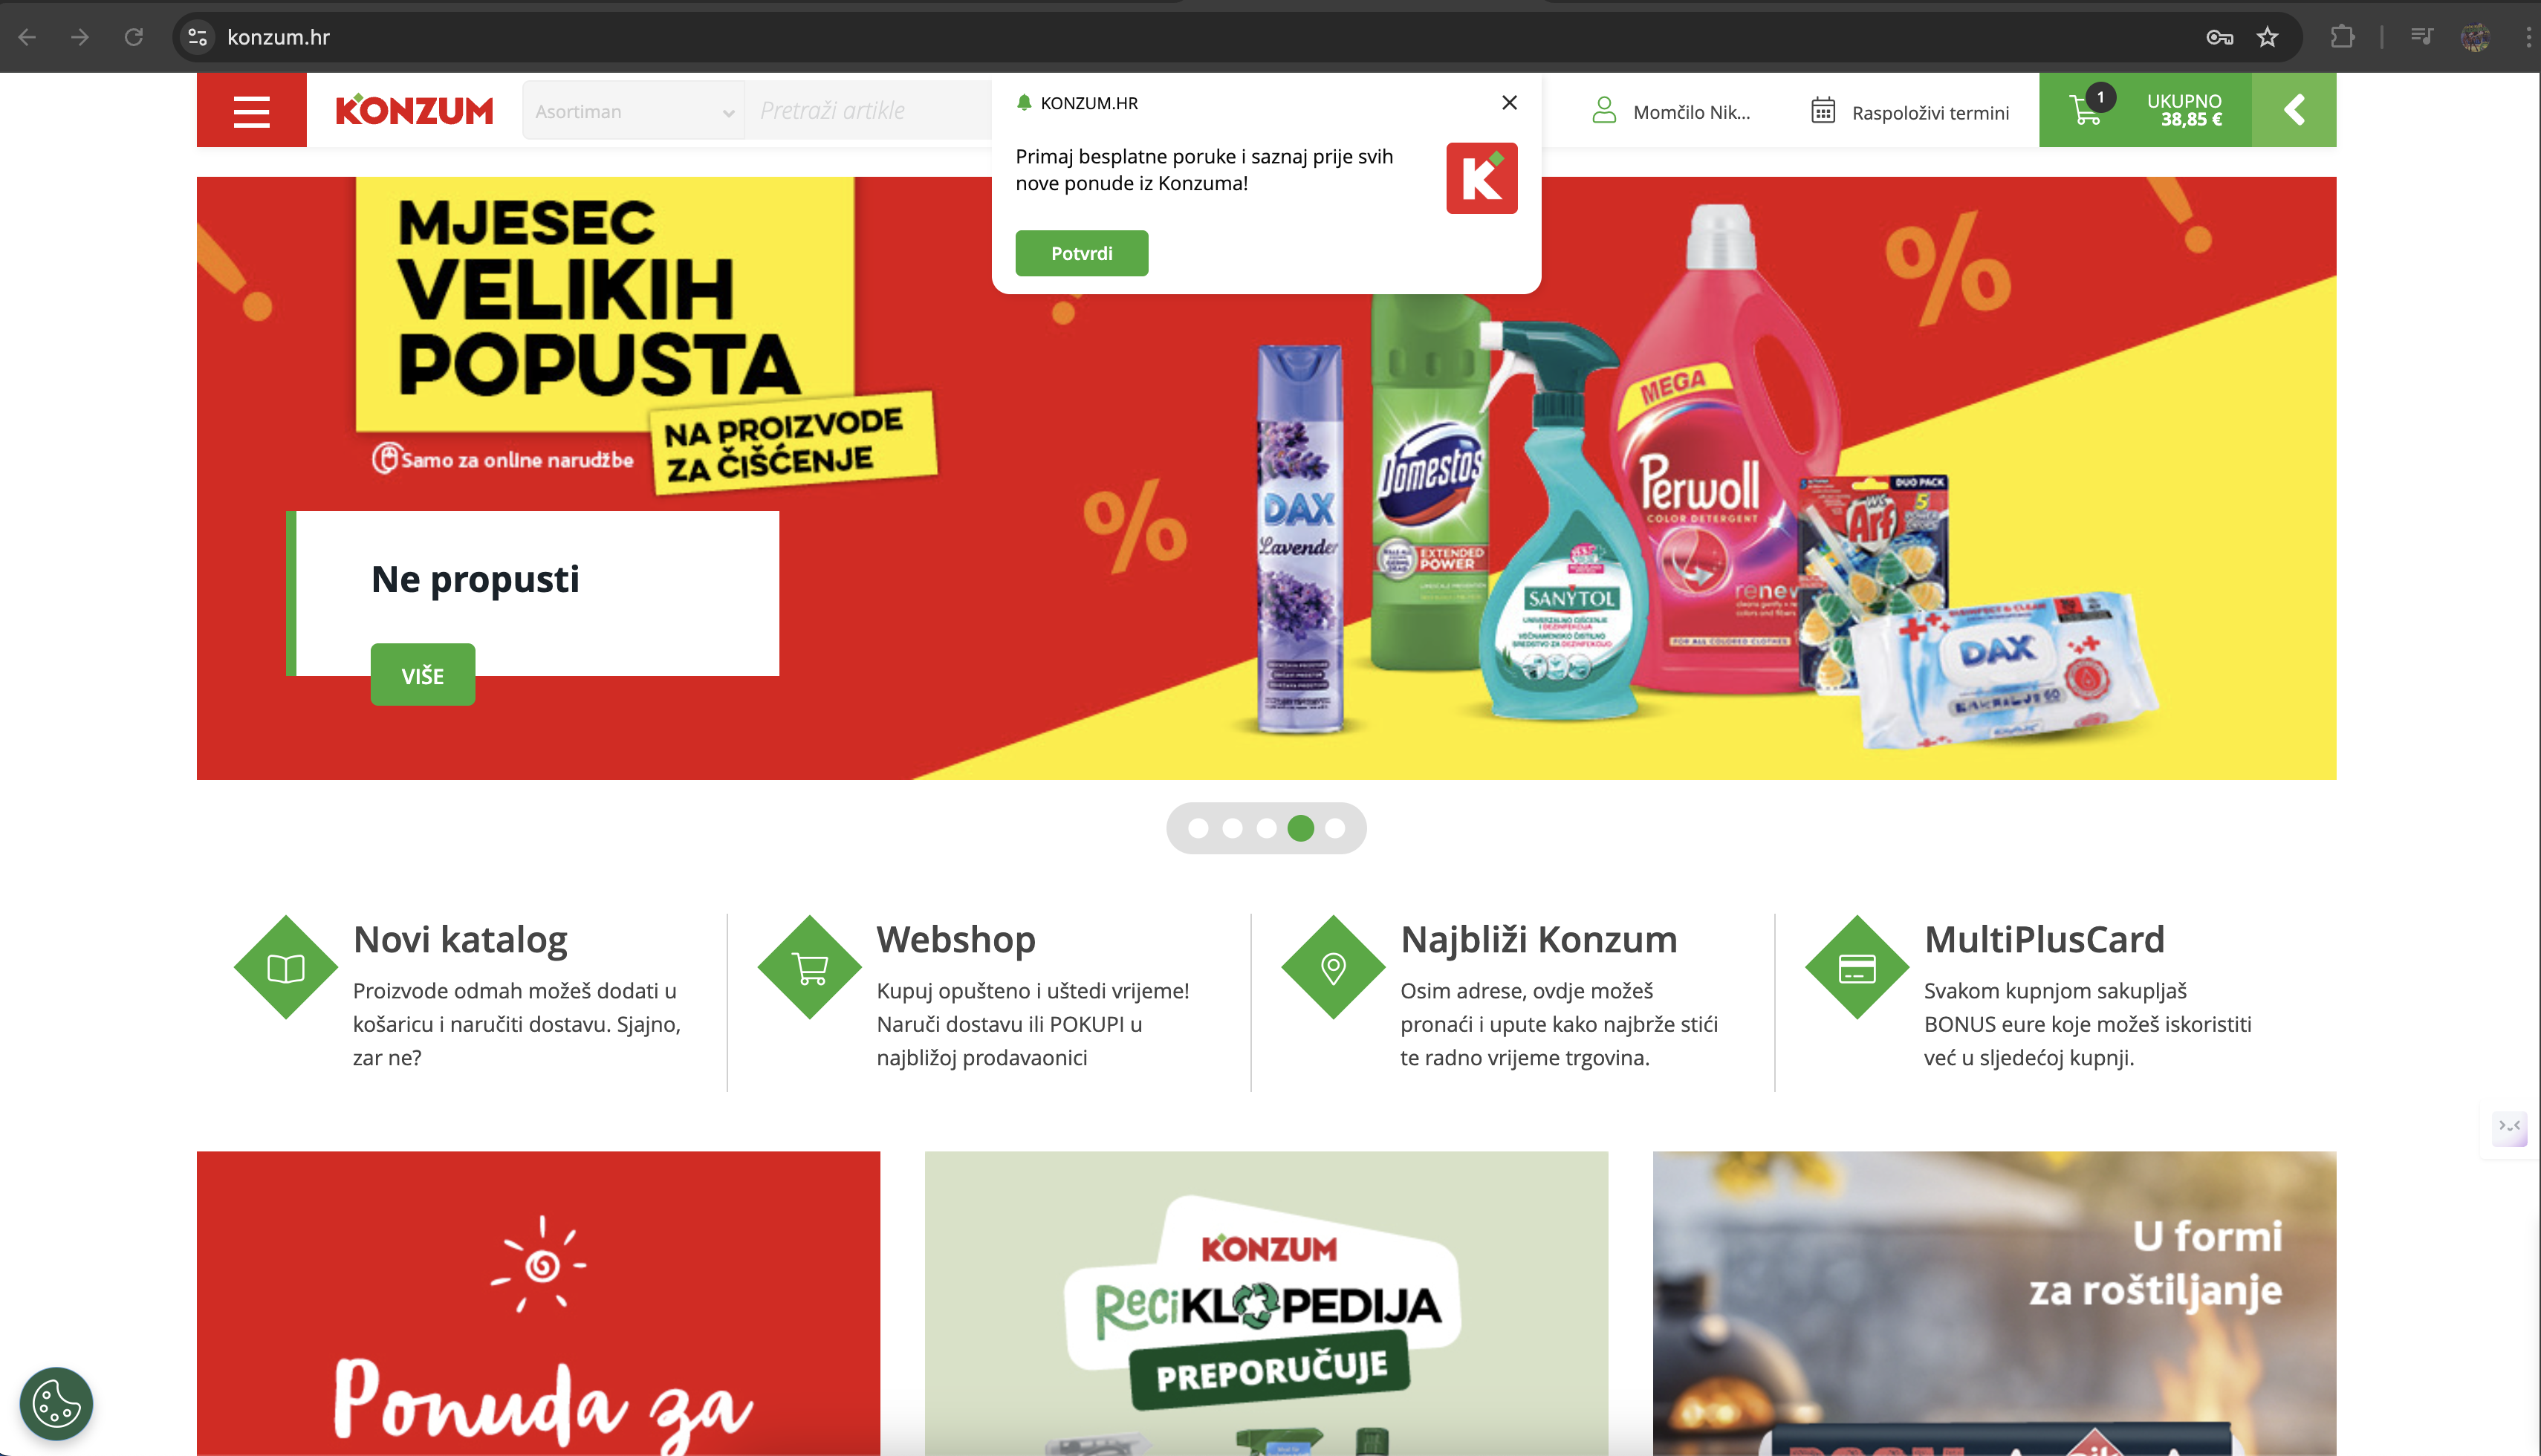 konzum.hr
KONZUM
Asortiman
Pretraži artikle
KONZUM.HR
Primaj besplatne poruke i saznaj prije svih
nove ponude iz Konzuma!
Potvrdi
Momčilo Nik...
Raspoloživi termini
1
UKUPNO
38,85 €
MJESEC
VELIKIH
POPUSTA
NA PROIZVODE
ZA ČIŠĆENJE
Samo za online narudžbe
Ne propusti
VIŠE
%
%
DAX
Lavender
Domestos
EXTENDED
POWER
SANYTOL
MEGA
Perwoll
COLOR DETERGENT
renew
FOR ALL COLORED CLOTHES
DUO PACK
WC
Arf
5
DAX
Novi katalog
Proizvode odmah možeš dodati u
košaricu i naručiti dostavu. Sjajno,
zar ne?
Webshop
Kupuj opušteno i uštedi vrijeme!
Naruči dostavu ili POKUPI u
najbližoj prodavaonici
Najbliži Konzum
Osim adrese, ovdje možeš
pronaći i upute kako najbrže stići
te radno vrijeme trgovina.
MultiPlusCard
Svakom kupnjom sakupljaš
BONUS eure koje možeš iskoristiti
već u sljedećoj kupnji.
Ponuda za
KONZUM
ReciKLOPEDIJA
PREPORUČUJE
U formi
za roštiljanje